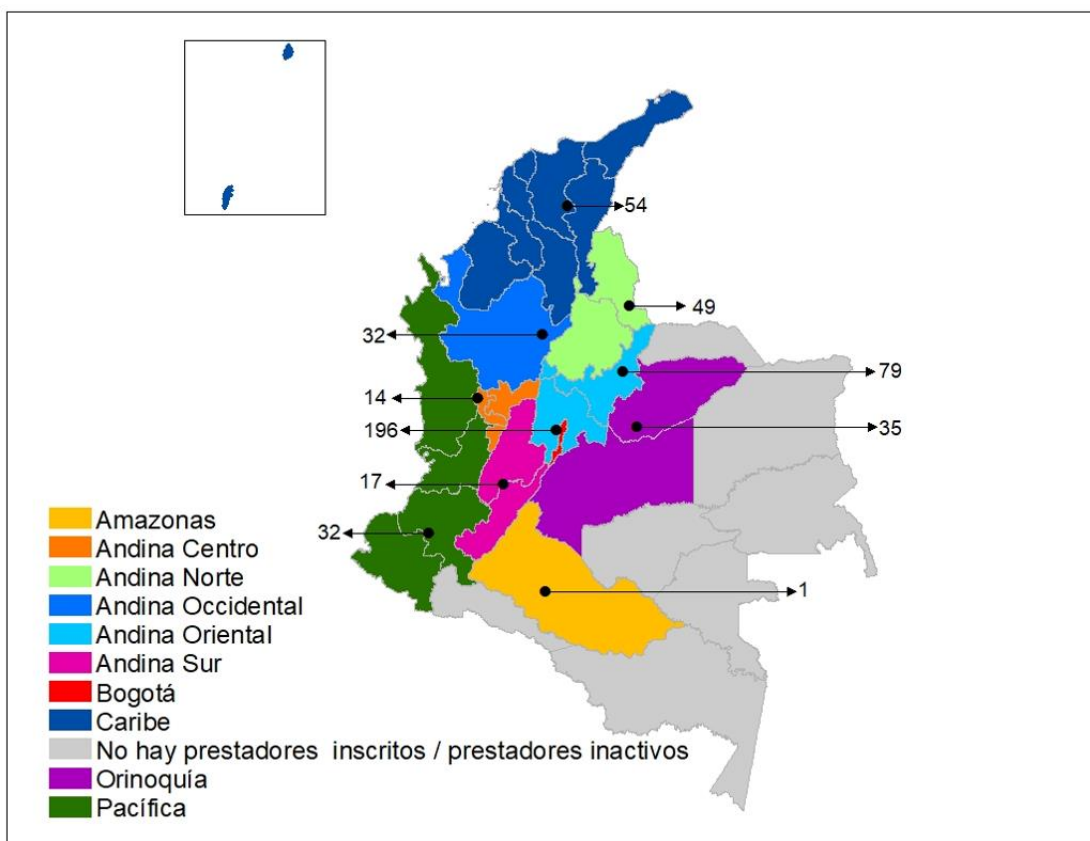 54
49
32
79
14
196
35
17
32
1
Amazonas
Andina Centro
Andina Norte
Andina Occidental
Andina Oriental
Andina Sur
Bogotá
Caribe
No hay prestadores  inscritos / prestadores inactivos
Orinoquía
Pacífica